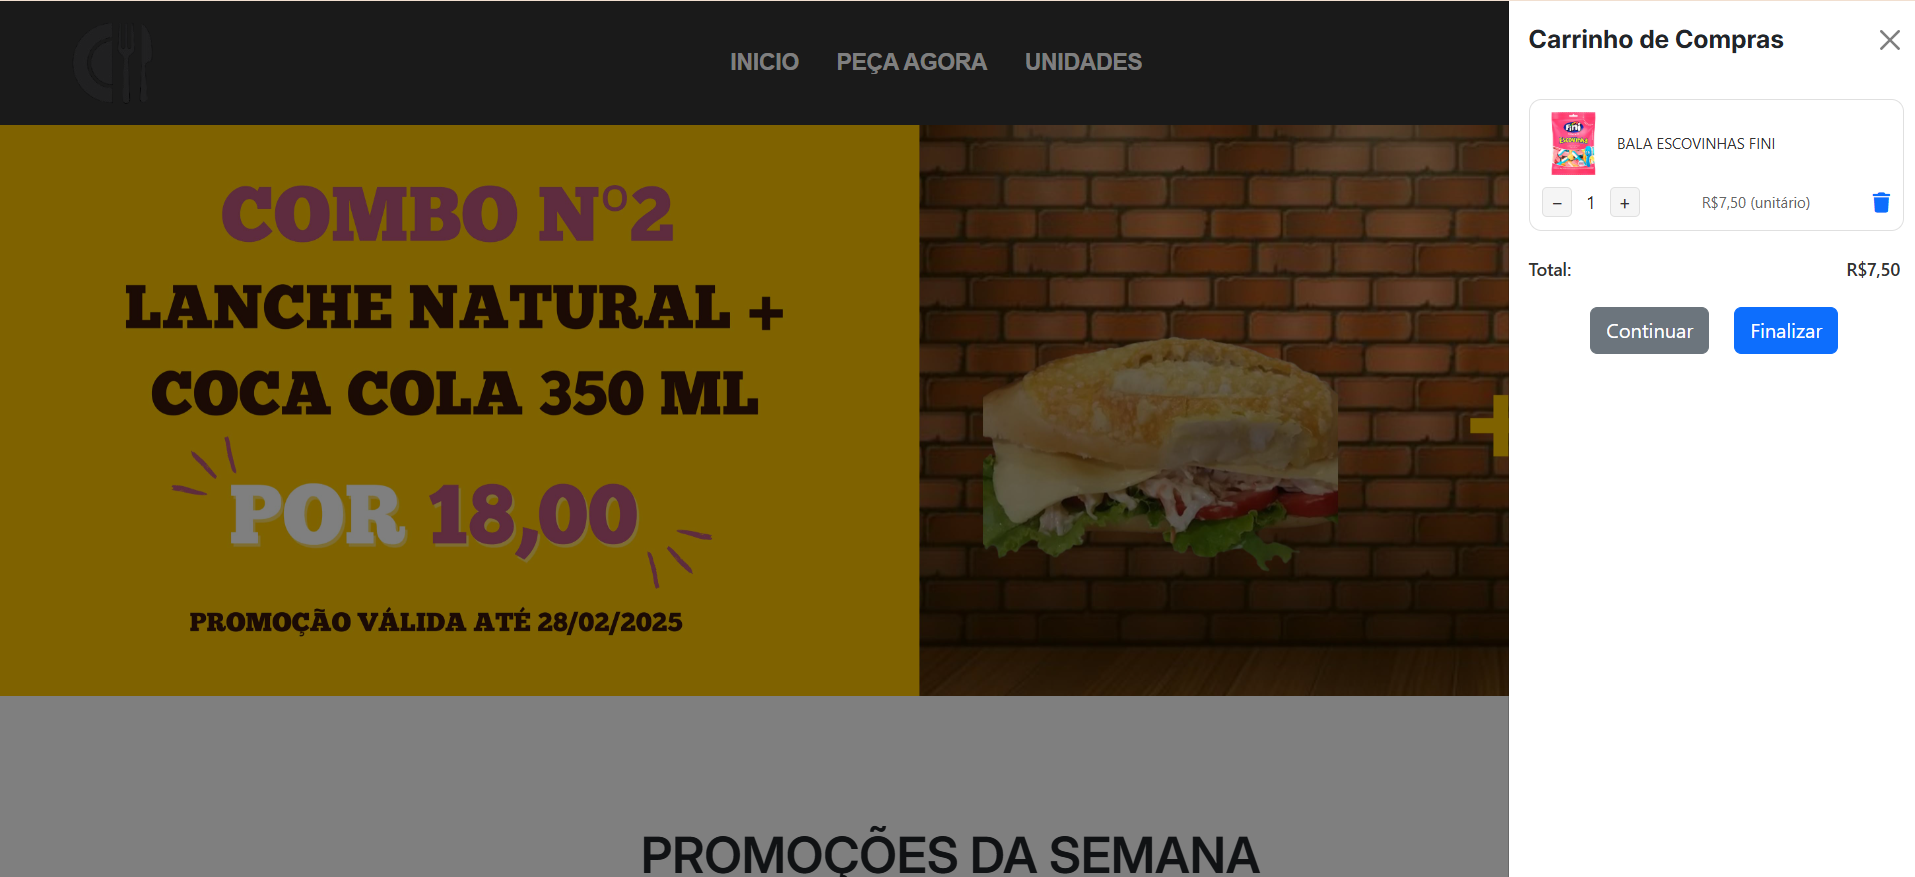 INICIO PEÇA AGORA UNIDADES
COMBO Nº2
LANCHE NATURAL +
COCA COLA 350 ML
POR 18,00
PROMOÇÃO VÁLIDA ATÉ 28/02/2025
PROMOÇÕES DA SEMANA
Carrinho de Compras
fini
ESCOVINHA
BALA ESCOVINHAS FINI
− 1 + R$7,50 (unitário)
Total: R$7,50
Continuar Finalizar